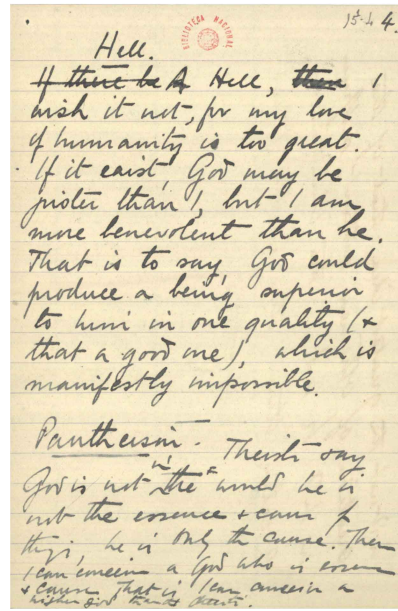 15⁵-4 4.
BIBLIOTECA NACIONAL
Hell.
If there be A Hell, then I
wish it not, for my love
of humanity is too great.
If it exist, God may be
juster than I, but I am
more benevolent than he.
That is to say, God could
produce a being superior
to him in one quality (&
that a good one), which is
manifestly impossible.
Pantheism. Theists say
God is not in the world he is
not the essence & cause of
things, he is only the cause. Then
I can conceive a God who is essence
& cause. That is I can conceive a
higher god than